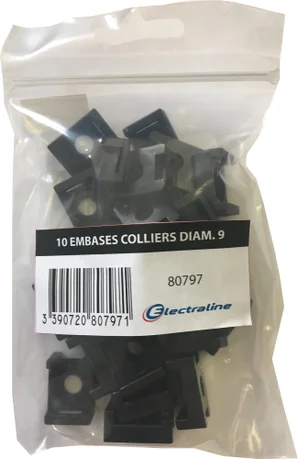 10 EMBASES COLLIERS DIAM. 9
80797
3 390720 807971
Electraline